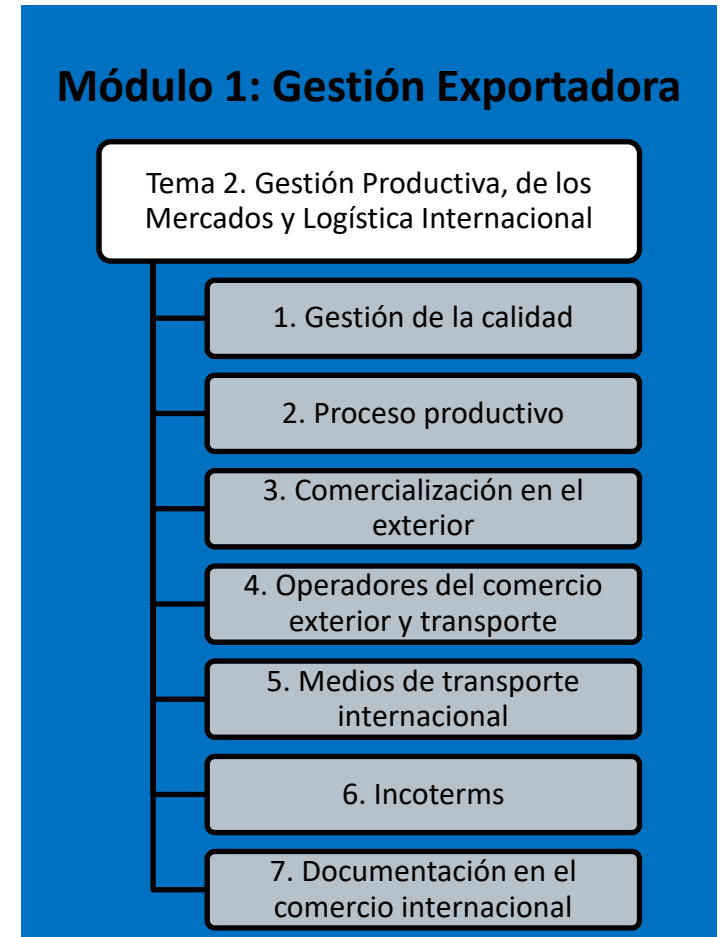 Módulo 1: Gestión Exportadora
Tema 2. Gestión Productiva, de los
Mercados y Logística Internacional
1. Gestión de la calidad
2. Proceso productivo
3. Comercialización en el
exterior
4. Operadores del comercio
exterior y transporte
5. Medios de transporte
internacional
6. Incoterms
7. Documentación en el
comercio internacional